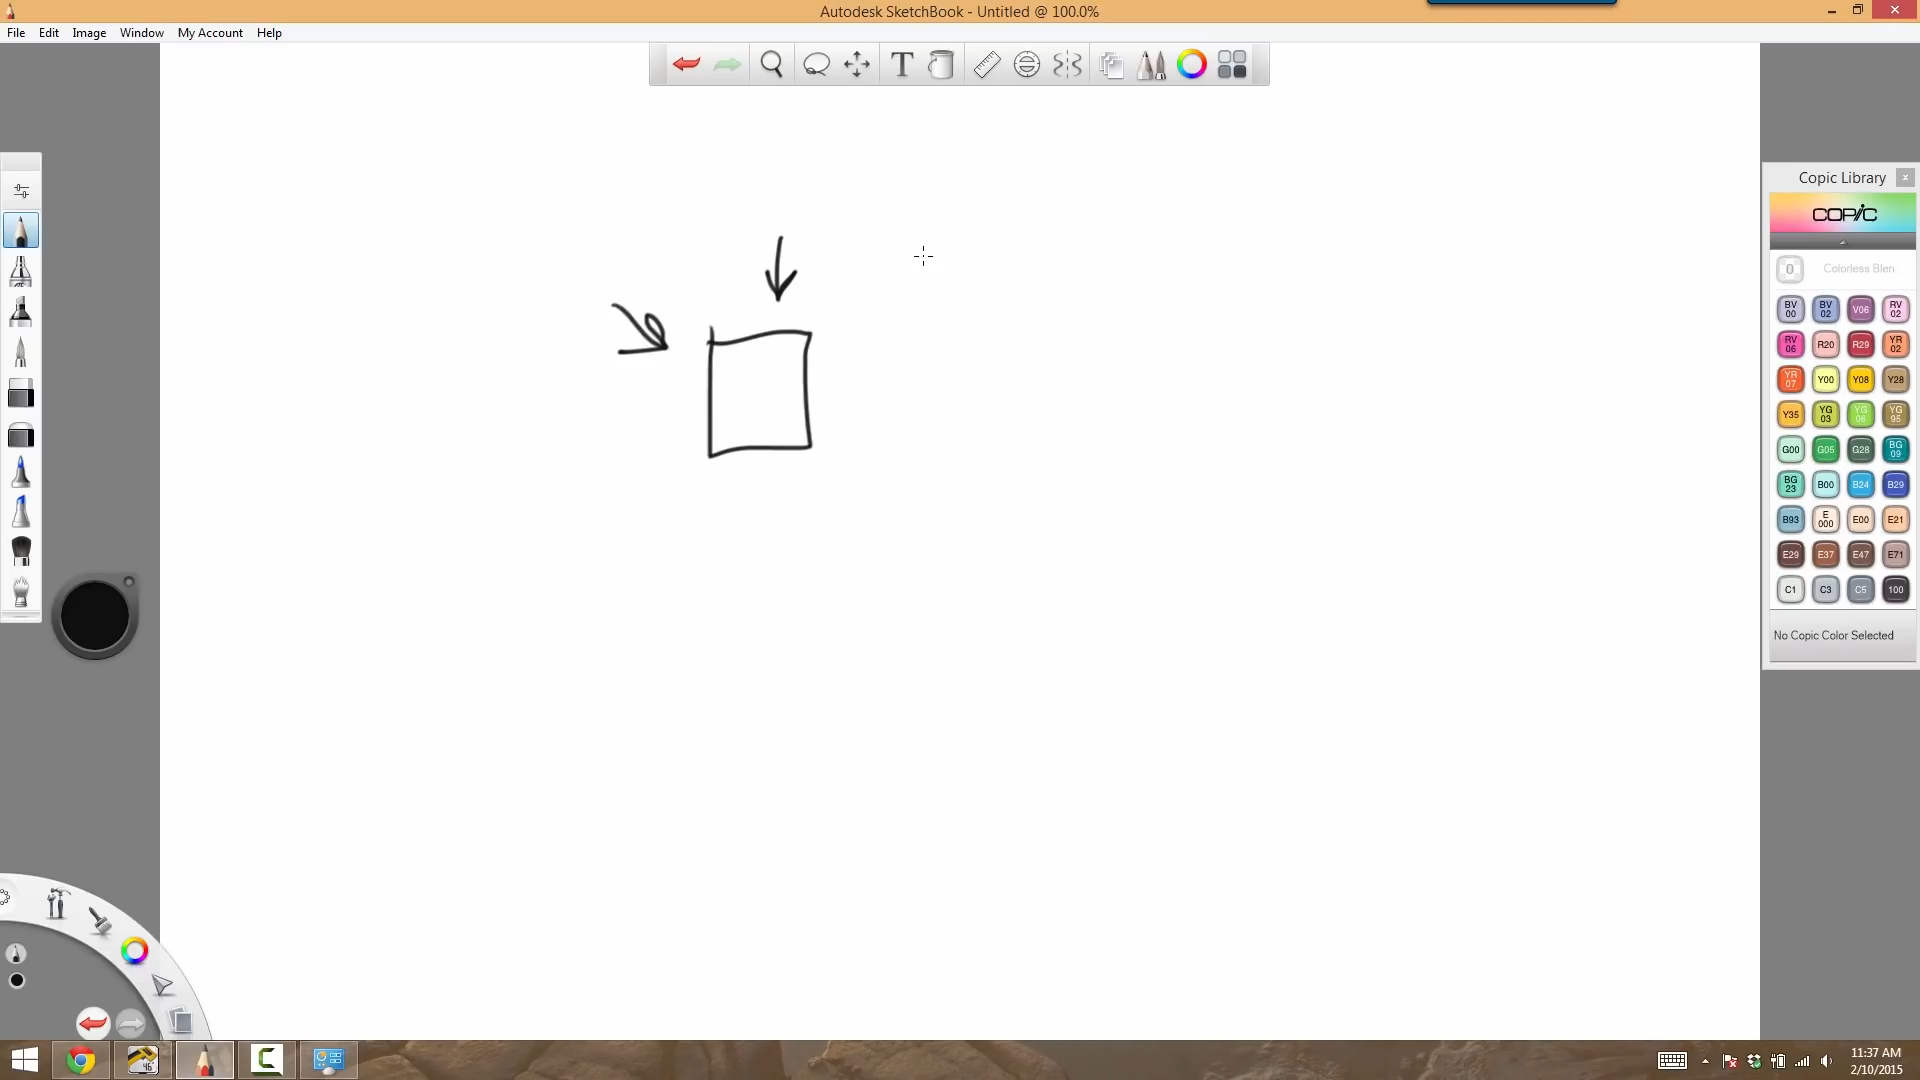 Autodesk SketchBook - Untitled @ 100.0%
File Edit Image Window My Account Help
T
Copic Library x
COPIC
0 Colorless Blen
BV 00 BV 02 V06 RV 02
RV 06 R20 R29 YR 02
YR 07 Y00 Y08 Y28
Y35 YG 03 YG 06 YG 95
G00 G05 G28 BG 09
BG 23 B00 B24 B29
B93 E 000 E00 E21
E29 E37 E47 E71
C1 C3 C5 100
No Copic Color Selected
96
C
11:37 AM
2/10/2015